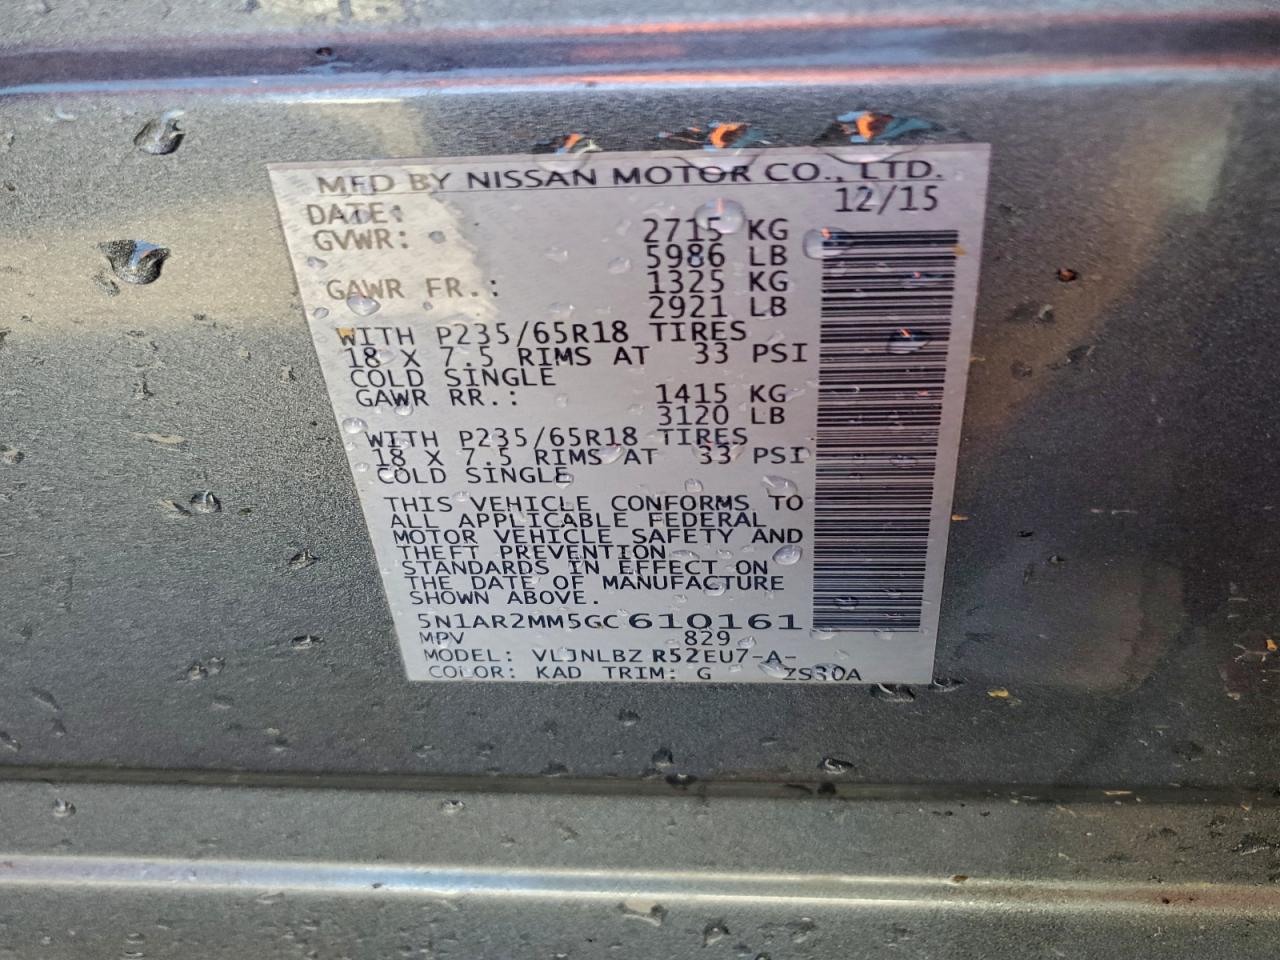 MFD BY NISSAN MOTOR CO., LTD.
DATE: 12/15
GVWR: 2715 KG
5986 LB
GAWR FR.: 1325 KG
2921 LB
WITH P235/65R18 TIRES
18 X 7.5 RIMS AT 33 PSI
COLD SINGLE
GAWR RR.: 1415 KG
3120 LB
WITH P235/65R18 TIRES
18 X 7.5 RIMS AT 33 PSI
COLD SINGLE
THIS VEHICLE CONFORMS TO
ALL APPLICABLE FEDERAL
MOTOR VEHICLE SAFETY AND
THEFT PREVENTION
STANDARDS IN EFFECT ON
THE DATE OF MANUFACTURE
SHOWN ABOVE.
5N1AR2MM5GC610161
MPV 829
MODEL: VLJNLBZ R52EU7-A-
COLOR: KAD TRIM: G